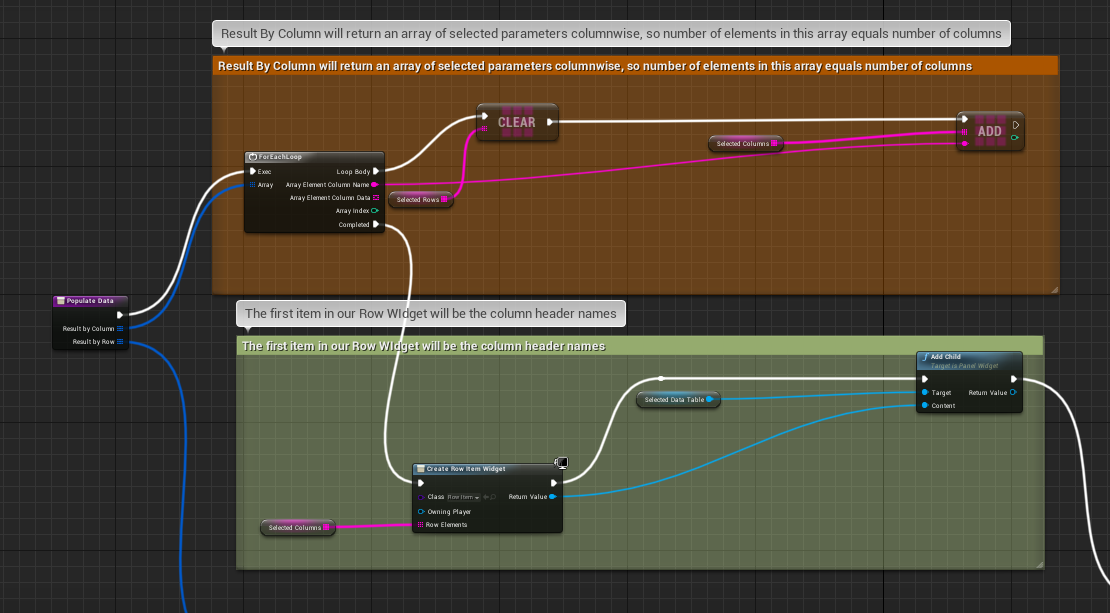 Result By Column will return an array of selected parameters columnwise, so number of elements in this array equals number of columns
Result By Column will return an array of selected parameters columnwise, so number of elements in this array equals number of columns
CLEAR
ADD
Selected Columns
ForEachLoop
Exec
Loop Body
Array
Array Element Column Name
Array Element Column Data
Selected Rows
Array Index
Completed
Populate Data
Result by Column
Result by Row
The first item in our Row WIdget will be the column header names
The first item in our Row WIdget will be the column header names
Add Child
Target is Panel Widget
Target
Return Value
Content
Selected Data Table
Create Row Item Widget
Class
Row Item
Return Value
Owning Player
Row Elements
Selected Columns